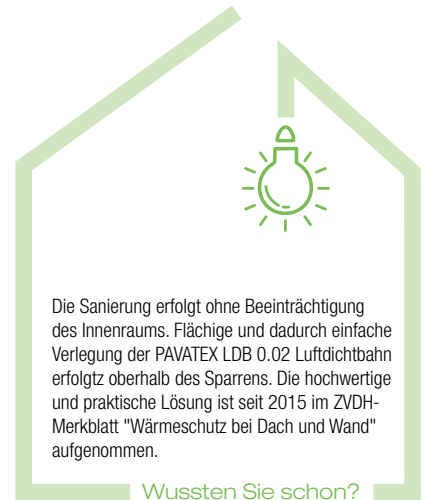 Die Sanierung erfolgt ohne Beeinträchtigung
des Innenraums. Flächige und dadurch einfache
Verlegung der PAVATEX LDB 0.02 Luftdichtbahn
erfolgtz oberhalb des Sparrens. Die hochwertige
und praktische Lösung ist seit 2015 im ZVDH-
Merkblatt "Wärmeschutz bei Dach und Wand"
aufgenommen.
Wussten Sie schon?